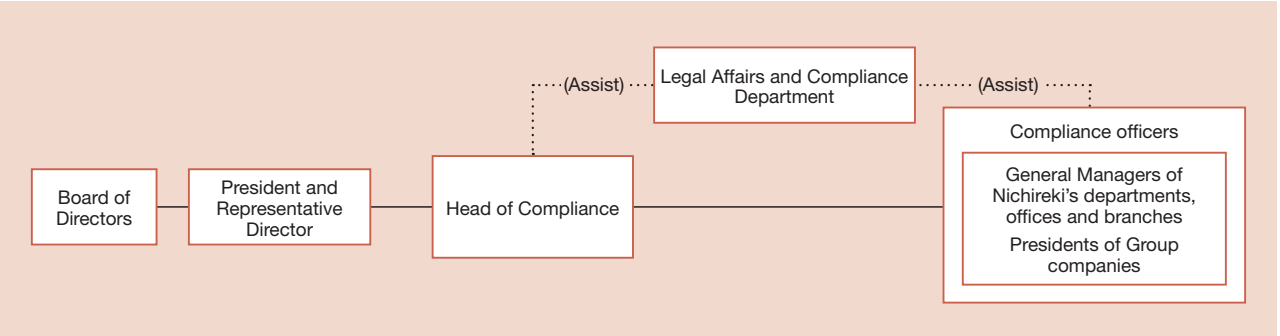 Board of
Directors
President and
Representative
Director
Head of Compliance
(Assist)
Legal Affairs and Compliance
Department
(Assist)
Compliance officers
General Managers of
Nichireki’s departments,
offices and branches
Presidents of Group
companies